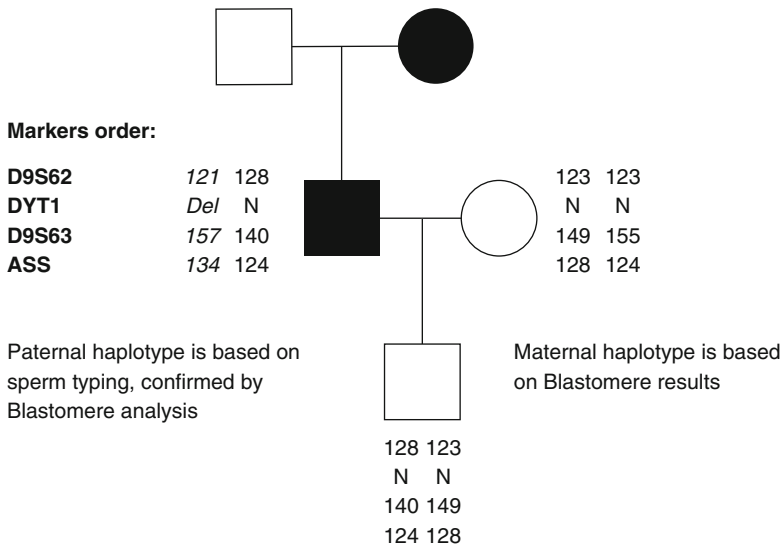 Markers order:
D9S62 121 128 123 123
DYT1 Del N N N
D9S63 157 140 149 155
ASS 134 124 128 124
Paternal haplotype is based on
sperm typing, confirmed by
Blastomere analysis
Maternal haplotype is based
on Blastomere results
128 123
N N
140 149
124 128